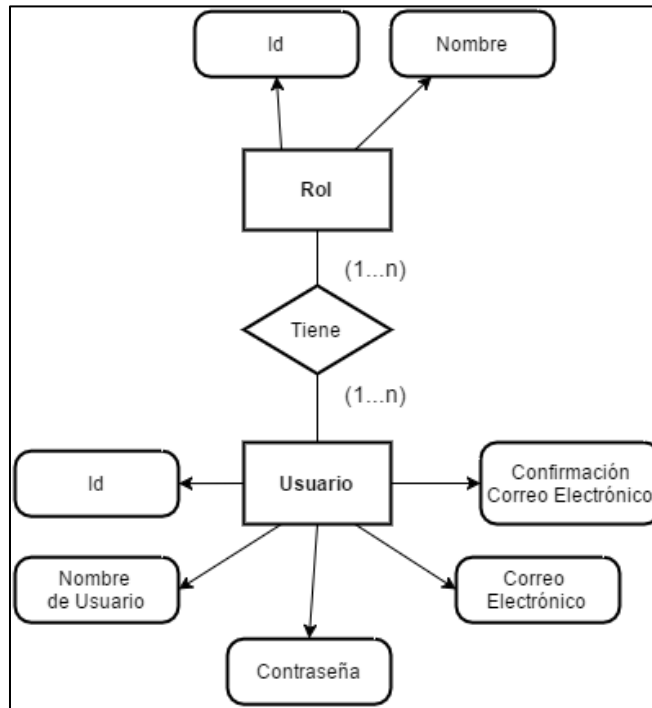 Id
Nombre
Rol
(1...n)
Tiene
(1...n)
Usuario
Id
Confirmación
Correo Electrónico
Nombre
de Usuario
Correo
Electrónico
Contraseña